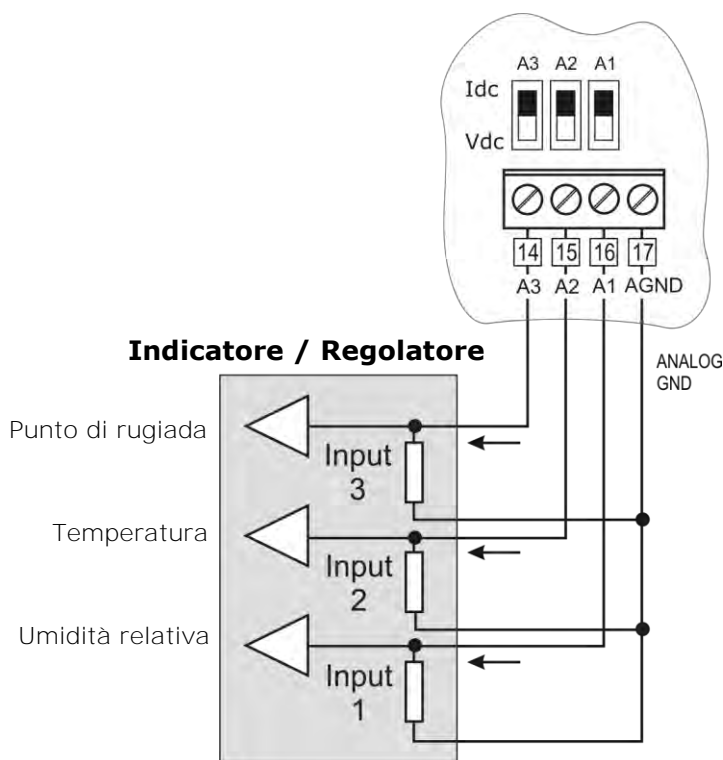 A3 A2 A1
Idc
Vdc
14 15 16 17
A3 A2 A1 AGND
Indicatore / Regolatore
ANALOG
GND
Punto di rugiada
Input
3
Temperatura
Input
2
Umidità relativa
Input
1